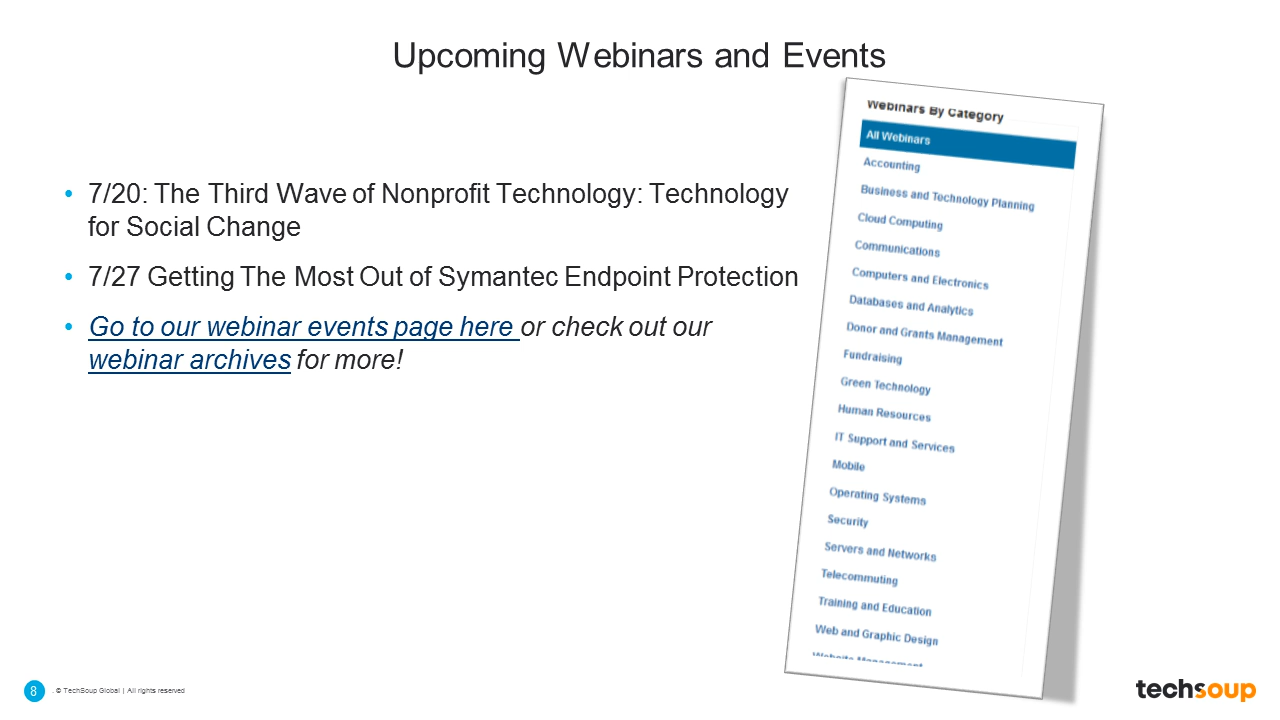 Upcoming Webinars and Events
• 7/20: The Third Wave of Nonprofit Technology: Technology
for Social Change
• 7/27 Getting The Most Out of Symantec Endpoint Protection
• Go to our webinar events page here or check out our
webinar archives for more!
Webinars By Category
All Webinars
Accounting
Business and Technology Planning
Cloud Computing
Communications
Computers and Electronics
Databases and Analytics
Donor and Grants Management
Fundraising
Green Technology
Human Resources
IT Support and Services
Mobile
Operating Systems
Security
Servers and Networks
Telecommuting
Training and Education
Web and Graphic Design
Website Management
8 . © TechSoup Global | All rights reserved
techsoup